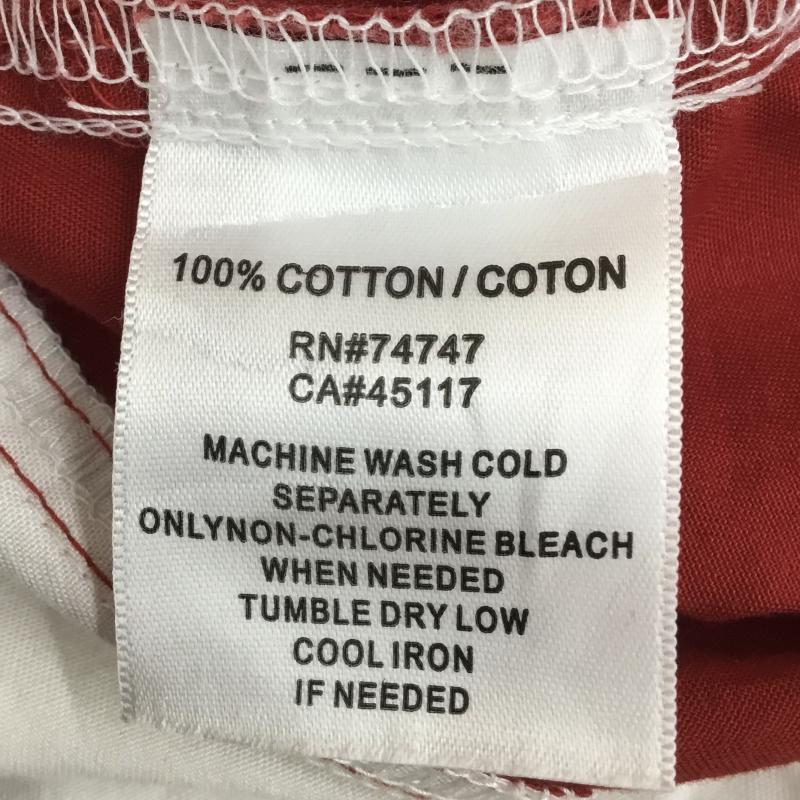 100% COTTON / COTON
RN#74747
CA#45117
MACHINE WASH COLD
SEPARATELY
ONLYNON-CHLORINE BLEACH
WHEN NEEDED
TUMBLE DRY LOW
COOL IRON
IF NEEDED